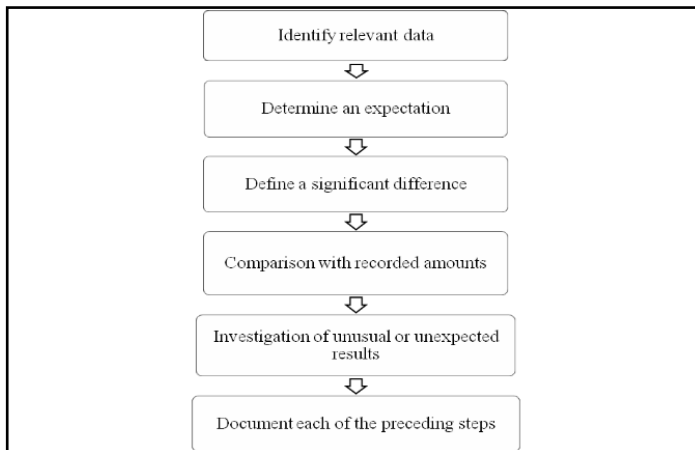 Identify relevant data
Determine an expectation
Define a significant difference
Comparison with recorded amounts
Investigation of unusual or unexpected
results
Document each of the preceding steps